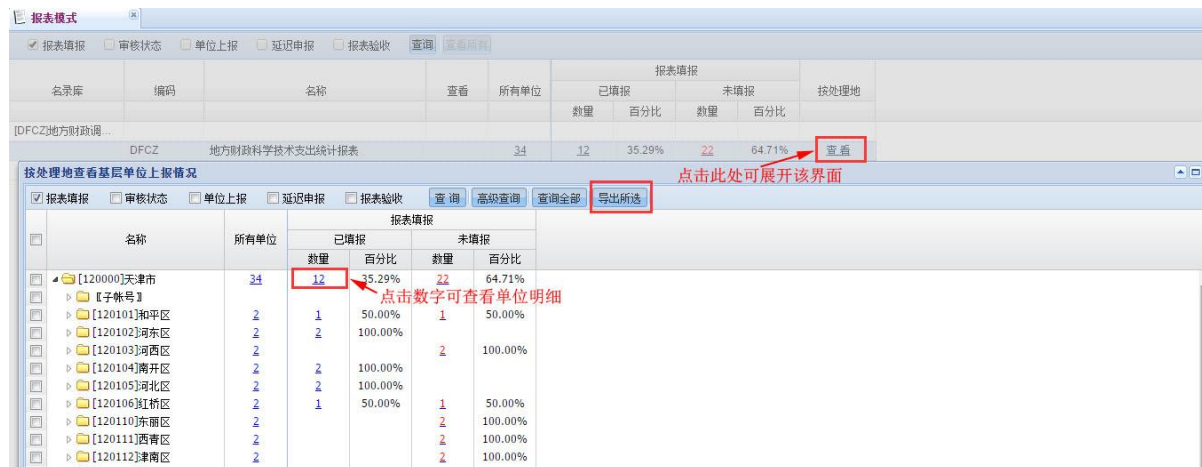 报表模式
报表填报 审核状态 单位上报 延迟申报 报表验收 查询 查看所有
报表填报
名录库 编码 名称 查看 所有单位 已填报 未填报 按处理地
数量 百分比 数量 百分比
[DFCZ]地方财政调...
DFCZ 地方财政科学技术支出统计报表 34 12 35.29% 22 64.71% 查看
按处理地查看基层单位上报情况
点击此处可展开该界面
报表填报 审核状态 单位上报 延迟申报 报表验收 查询 高级查询 查询全部 导出所选
报表填报
名称 所有单位 已填报 未填报
数量 百分比 数量 百分比
[120000]天津市 34 12 35.29% 22 64.71%
〖子帐号〗
点击数字可查看单位明细
[120101]和平区 2 1 50.00% 1 50.00%
[120102]河东区 2 2 100.00%
[120103]河西区 2 2 100.00%
[120104]南开区 2 2 100.00%
[120105]河北区 2 2 100.00%
[120106]红桥区 2 1 50.00% 1 50.00%
[120110]东丽区 2 2 100.00%
[120111]西青区 2 2 100.00%
[120112]津南区 2 2 100.00%